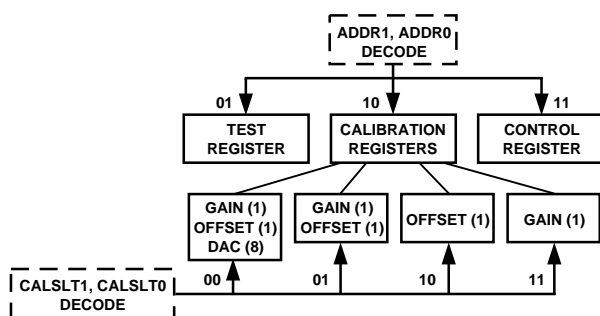 ADDR1, ADDR0
DECODE
01
10
11
TEST
REGISTER
CALIBRATION
REGISTERS
CONTROL
REGISTER
GAIN (1)
OFFSET (1)
DAC (8)
GAIN (1)
OFFSET (1)
OFFSET (1)
GAIN (1)
CALSLT1, CALSLT0
DECODE
00
01
10
11